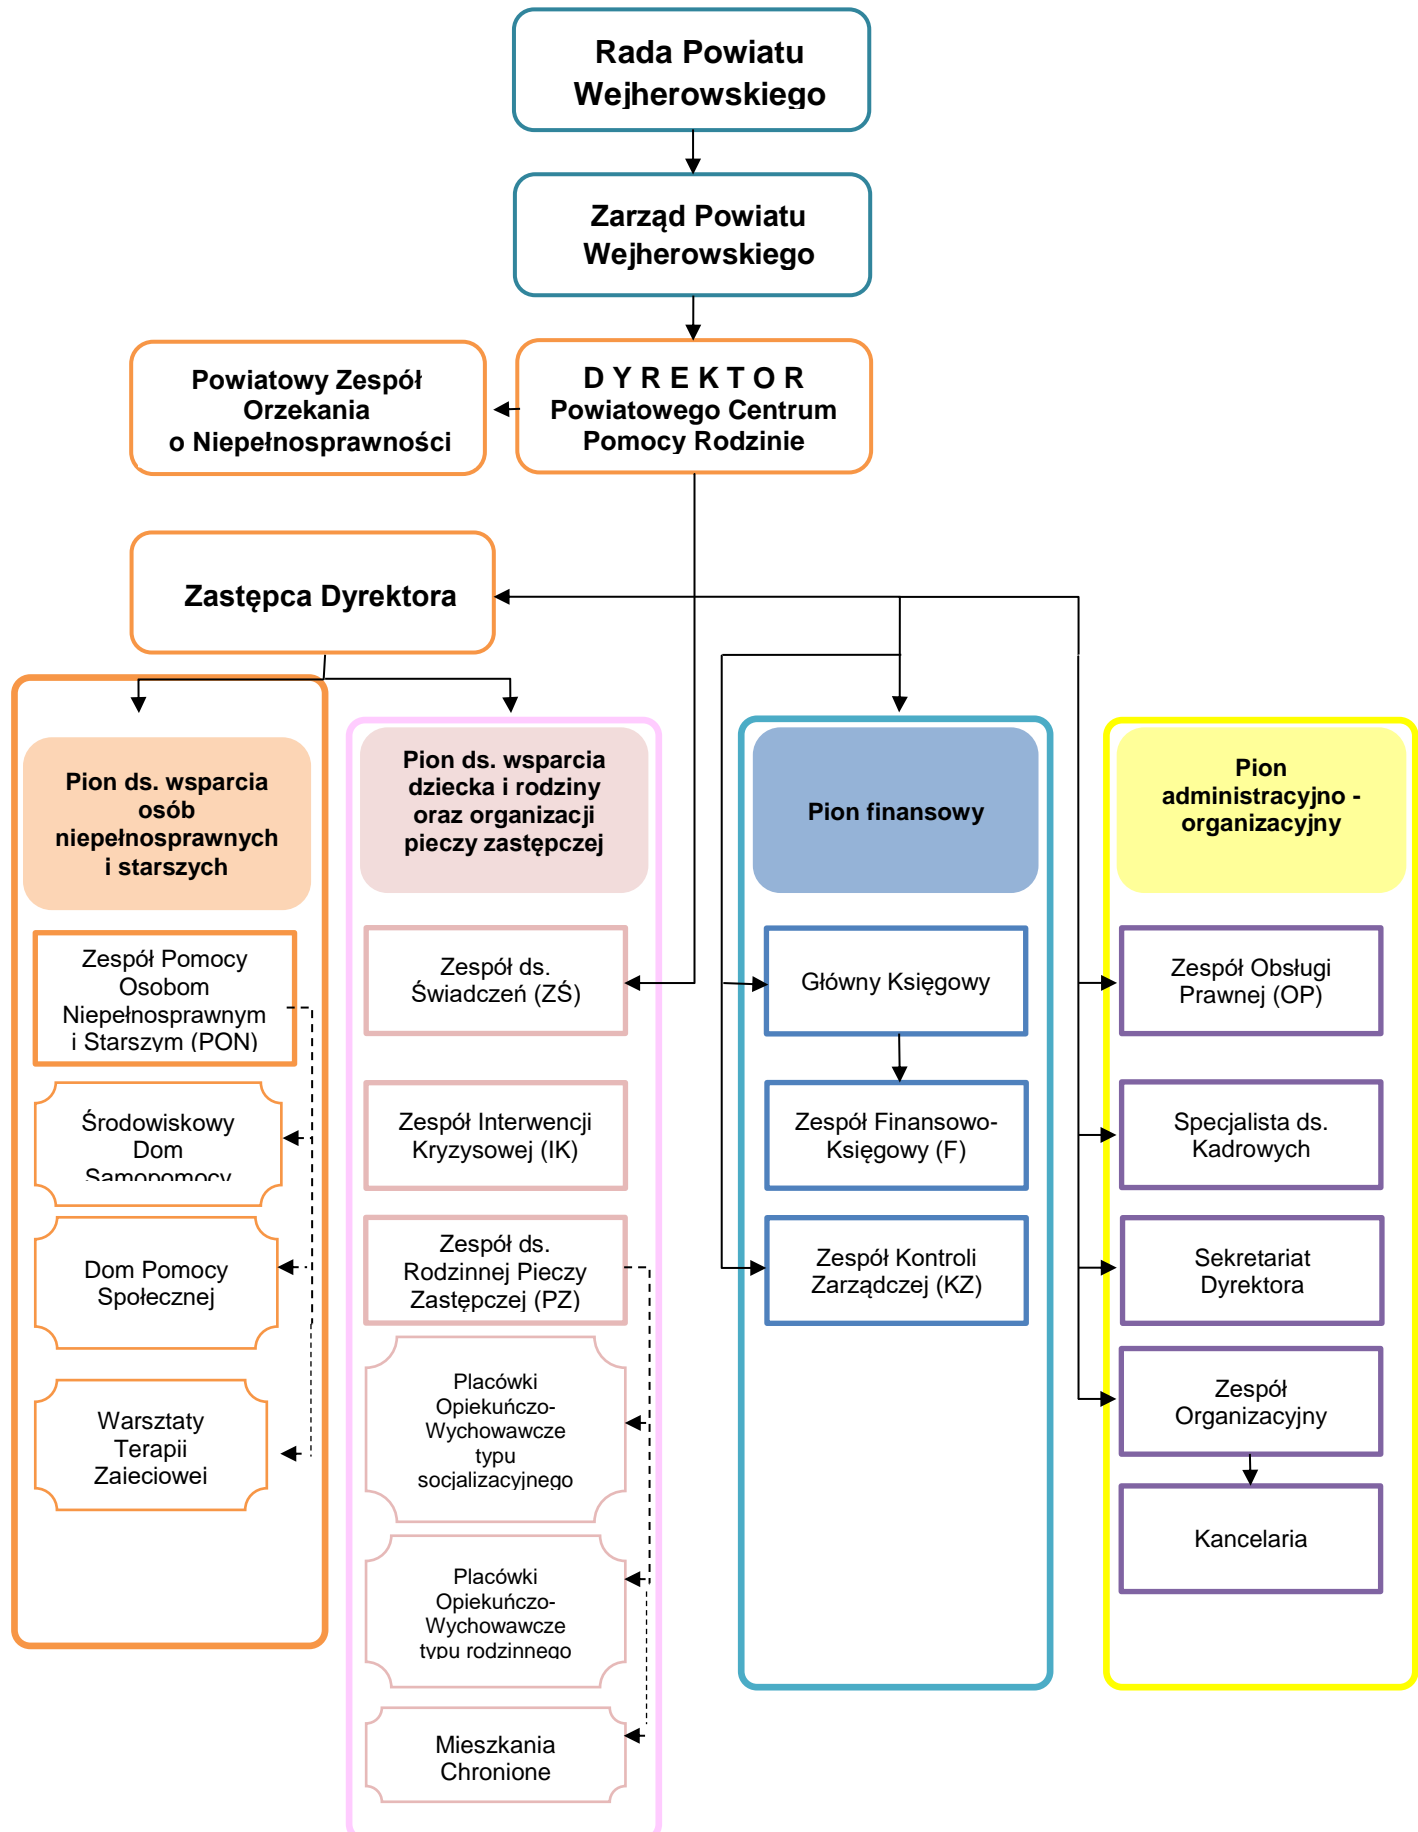 Rada Powiatu
Wejherowskiego
Zarząd Powiatu
Wejherowskiego
Powiatowy Zespół
Orzekania
o Niepełnosprawności
D Y R E K T O R
Powiatowego Centrum
Pomocy Rodzinie
Zastępca Dyrektora
Pion ds. wsparcia
osób
niepełnosprawnych
i starszych
Zespół Pomocy
Osobom
Niepełnosprawnym
i Starszym (PON)
Środowiskowy
Dom
Samopomocy
Dom Pomocy
Społecznej
Warsztaty
Terapii
Zajęciowej
Pion ds. wsparcia
dziecka i rodziny
oraz organizacji
pieczy zastępczej
Zespół ds.
Świadczeń (ZŚ)
Zespół Interwencji
Kryzysowej (IK)
Zespół ds.
Rodzinnej Pieczy
Zastępczej (PZ)
Placówki
Opiekuńczo-
Wychowawcze
typu
socjalizacyjnego
Placówki
Opiekuńczo-
Wychowawcze
typu rodzinnego
Mieszkania
Chronione
Pion finansowy
Główny Księgowy
Zespół Finansowo-
Księgowy (F)
Zespół Kontroli
Zarządczej (KZ)
Pion
administracyjno -
organizacyjny
Zespół Obsługi
Prawnej (OP)
Specjalista ds.
Kadrowych
Sekretariat
Dyrektora
Zespół
Organizacyjny
Kancelaria